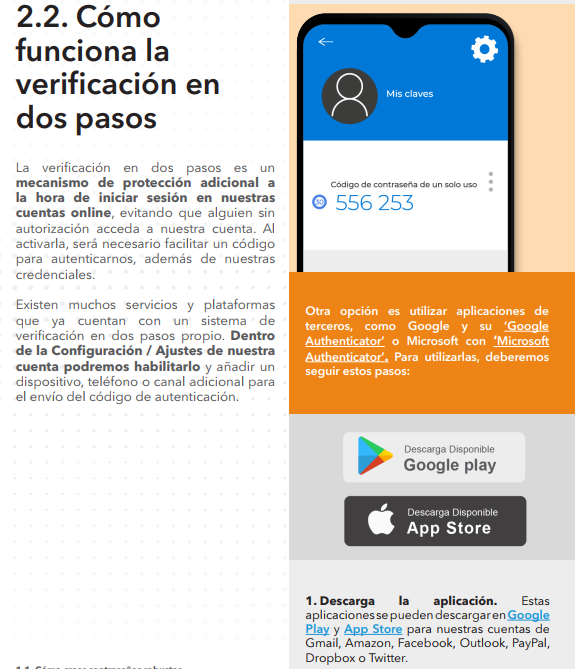 2.2. Cómo
funciona la
verificación en
dos pasos
La verificación en dos pasos es un
mecanismo de protección adicional a
la hora de iniciar sesión en nuestras
cuentas online, evitando que alguien sin
autorización acceda a nuestra cuenta. Al
activarla, será necesario facilitar un código
para autenticarnos, además de nuestras
credenciales.
Existen muchos servicios y plataformas
que ya cuentan con un sistema de
verificación en dos pasos propio. Dentro
de la Configuración / Ajustes de nuestra
cuenta podremos habilitarlo y añadir un
dispositivo, teléfono o canal adicional para
el envío del código de autenticación.
Mis claves
Código de contraseña de un solo uso
30
556 253
Otra opción es utilizar aplicaciones de
terceros, como Google y su ‘Google
Authenticator’ o Microsoft con ‘Microsoft
Authenticator’. Para utilizarlas, deberemos
seguir estos pasos:
Descarga Disponible
Google play
Descarga Disponible
App Store
1. Descarga la aplicación. Estas
aplicaciones se pueden descargar en Google
Play y App Store para nuestras cuentas de
Gmail, Amazon, Facebook, Outlook, PayPal,
Dropbox o Twitter.